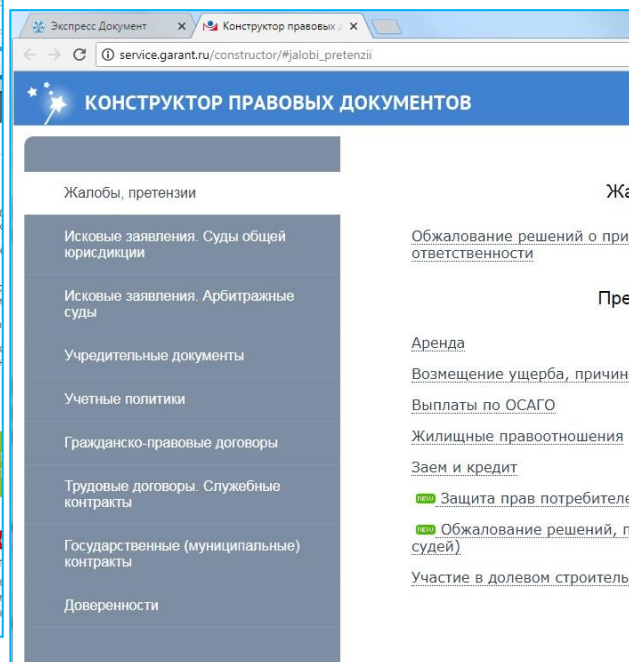 Экспресс Документ
Конструктор правовых
service.garant.ru/constructor/#jalobi_pretenzii
КОНСТРУКТОР ПРАВОВЫХ ДОКУМЕНТОВ
Жалобы, претензии
Исковые заявления. Суды общей
юрисдикции
Исковые заявления. Арбитражные
суды
Учредительные документы
Учетные политики
Гражданско-правовые договоры
Трудовые договоры. Служебные
контракты
Государственные (муниципальные)
контракты
Доверенности
Жа
Обжалование решений о при
ответственности
Пре
Аренда
Возмещение ущерба, причин
Выплаты по ОСАГО
Жилищные правоотношения
Заем и кредит
NEW Защита прав потребителе
NEW Обжалование решений, п
судей)
Участие в долевом строитель